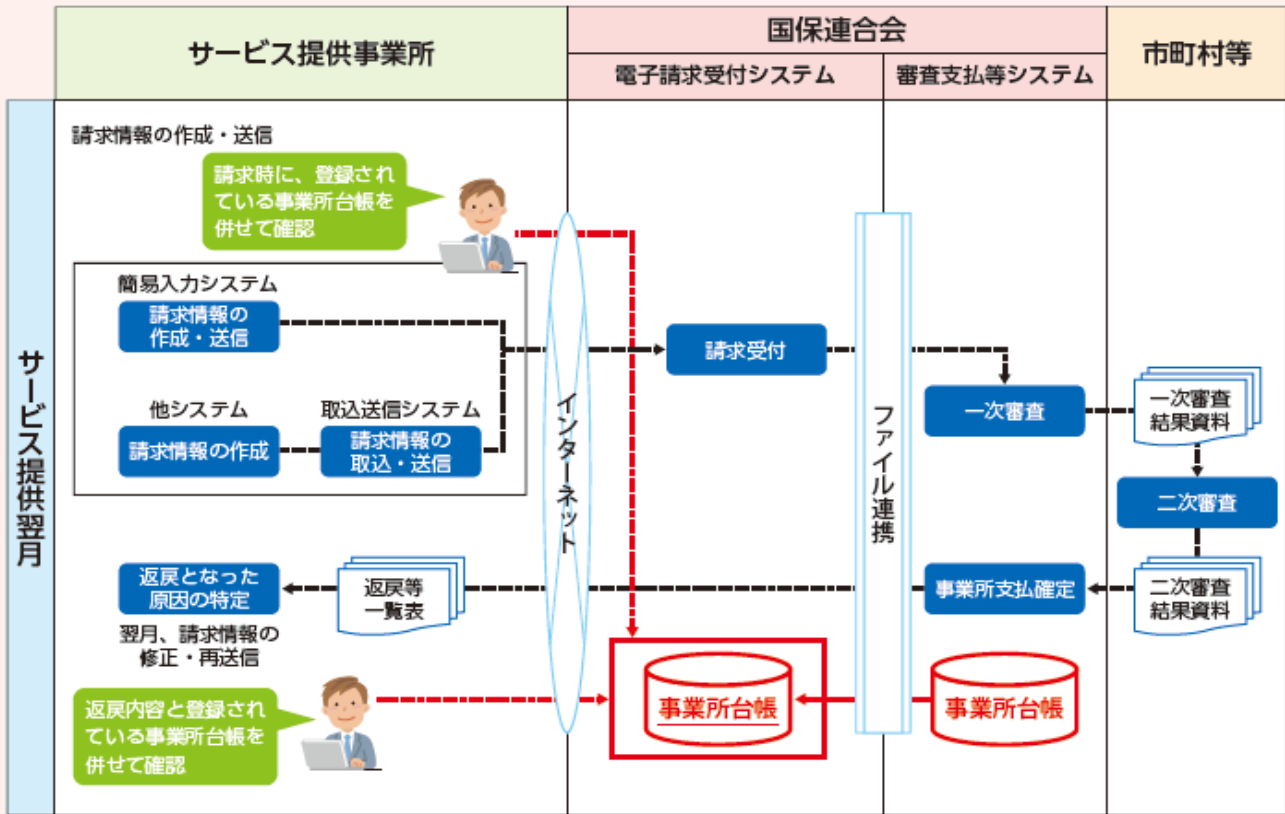 サービス提供事業所
国保連合会
電子請求受付システム
審査支払等システム
市町村等
サービス提供翌月
請求情報の作成・送信
請求時に、登録され
ている事業所台帳を
併せて確認
簡易入力システム
請求情報の
作成・送信
他システム
請求情報の作成
取込送信システム
請求情報の
取込・送信
インターネット
請求受付
ファイル連携
一次審査
一次審査
結果資料
二次審査
二次審査
結果資料
事業所支払確定
返戻等
一覧表
返戻となった
原因の特定
翌月、請求情報の
修正・再送信
返戻内容と登録され
ている事業所台帳を
併せて確認
事業所台帳
事業所台帳